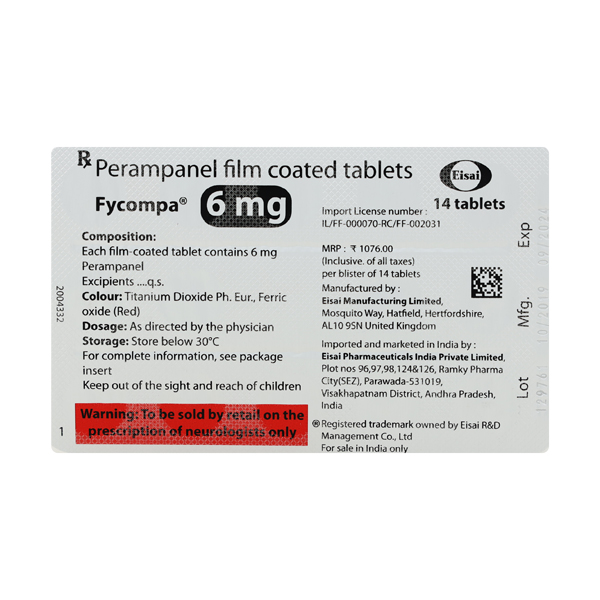 Rx Perampanel film coated tablets
Eisai
Fycompa® 6 mg
14 tablets
Composition:
Each film-coated tablet contains 6 mg
Perampanel
Excipients ....q.s.
Colour: Titanium Dioxide Ph. Eur., Ferric
oxide (Red)
Dosage: As directed by the physician
Storage: Store below 30°C
For complete information, see package
insert
Keep out of the sight and reach of children
Warning: To be sold by retail on the
prescription of neurologists only
Import License number :
IL/FF-000070-RC/FF-002031
MRP : ₹ 1076.00
(Inclusive. of all taxes)
per blister of 14 tablets
Manufactured by :
Eisai Manufacturing Limited,
Mosquito Way, Hatfield, Hertfordshire,
AL10 9SN United Kingdom
Imported and marketed in India by :
Eisai Pharmaceuticals India Private Limited,
Plot nos 96,97,98,124&126, Ramky Pharma
City(SEZ), Parawada-531019,
Visakhapatnam District, Andhra Pradesh,
India
® Registered trademark owned by Eisai R&D
Management Co., Ltd
For sale in India only
2004332
1
Lot
Mfg. 10/2019
Exp 09/2024